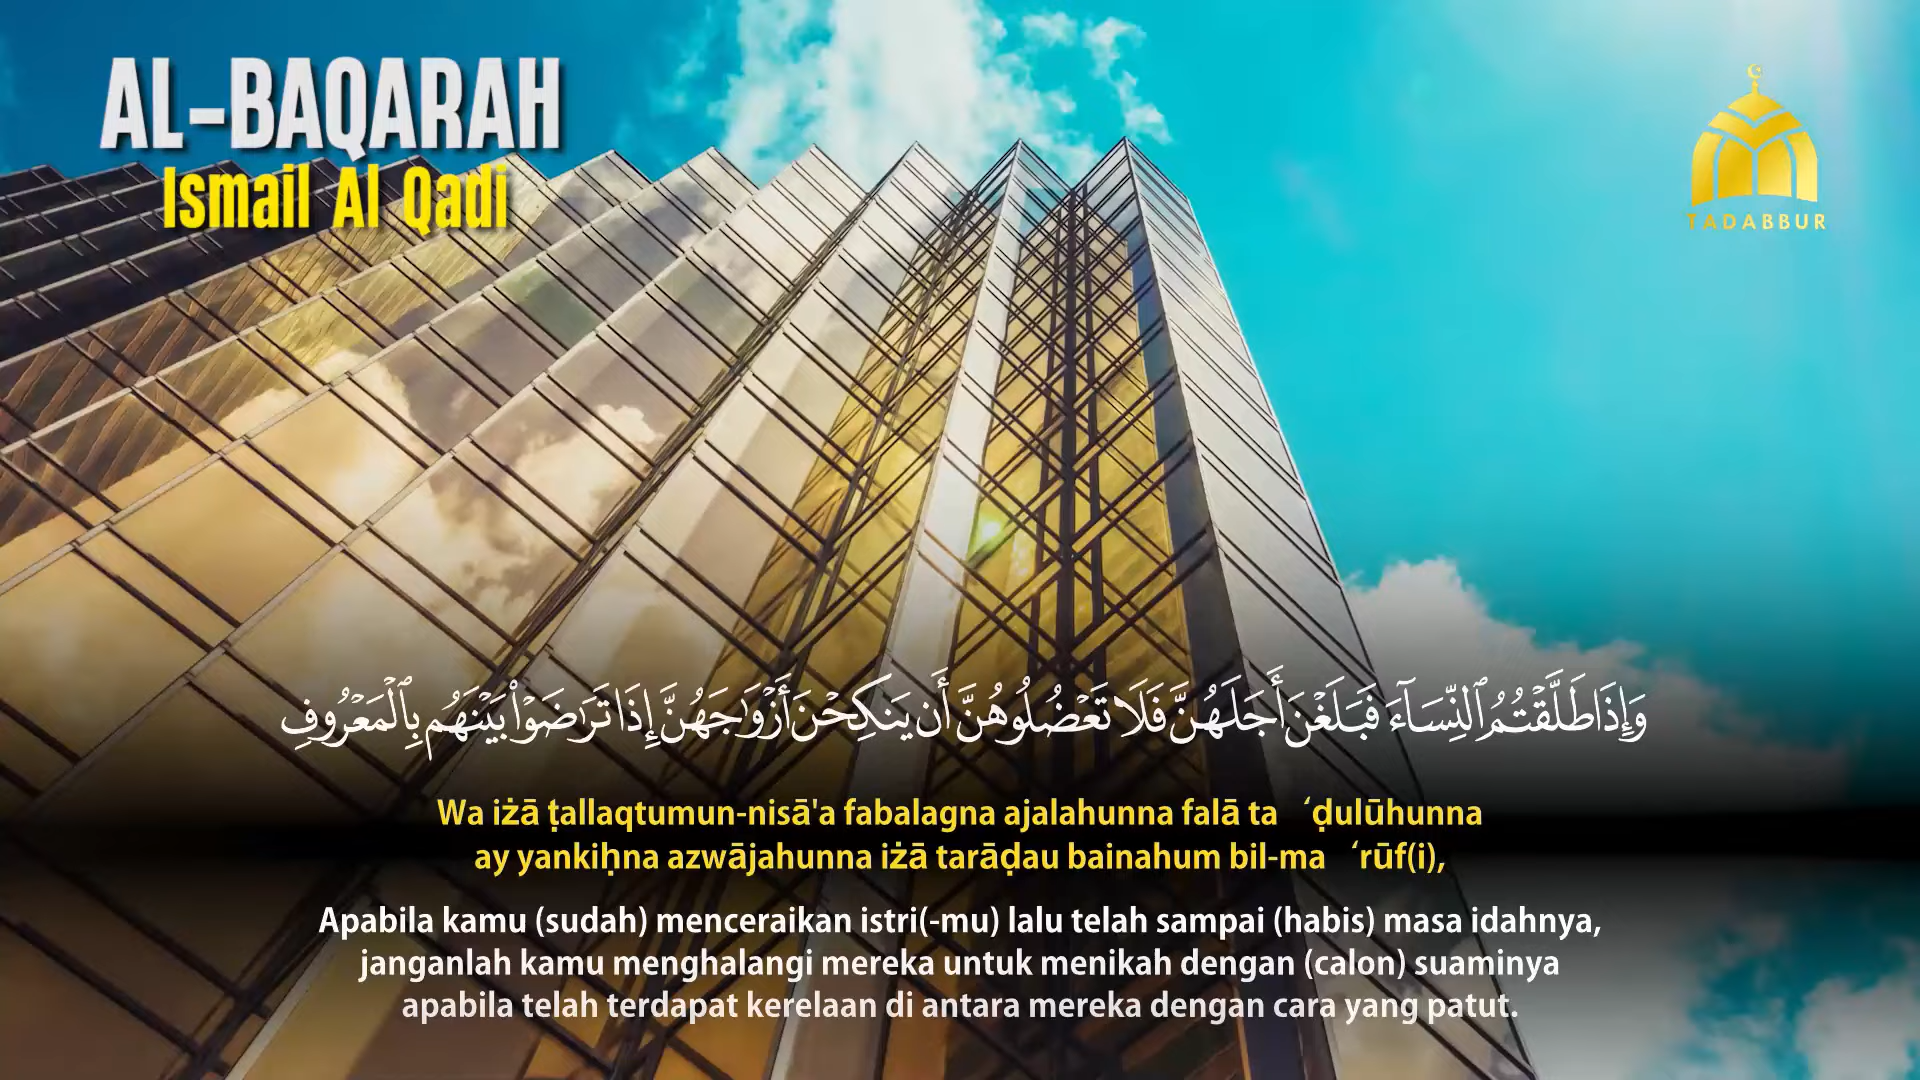 AL-BAQARAH
Ismail Al Qadi
TADABBUR
وَإِذَا طَلَّقْتُمُ ٱلنِّسَآءَ فَبَلَغْنَ أَجَلَهُنَّ فَلَا تَعْضُلُوهُنَّ أَن يَنكِحْنَ أَزْوَٰجَهُنَّ إِذَا تَرَٰضَوْا۟ بَيْنَهُم بِٱلْمَعْرُوفِ
Wa iżā ṭallaqtumun-nisā'a fabalagna ajalahunna falā ta ‘ḍulūhunna
ay yankiḥna azwājahunna iżā tarāḍau bainahum bil-ma ‘rūf(i),
Apabila kamu (sudah) menceraikan istri(-mu) lalu telah sampai (habis) masa idahnya,
janganlah kamu menghalangi mereka untuk menikah dengan (calon) suaminya
apabila telah terdapat kerelaan di antara mereka dengan cara yang patut.